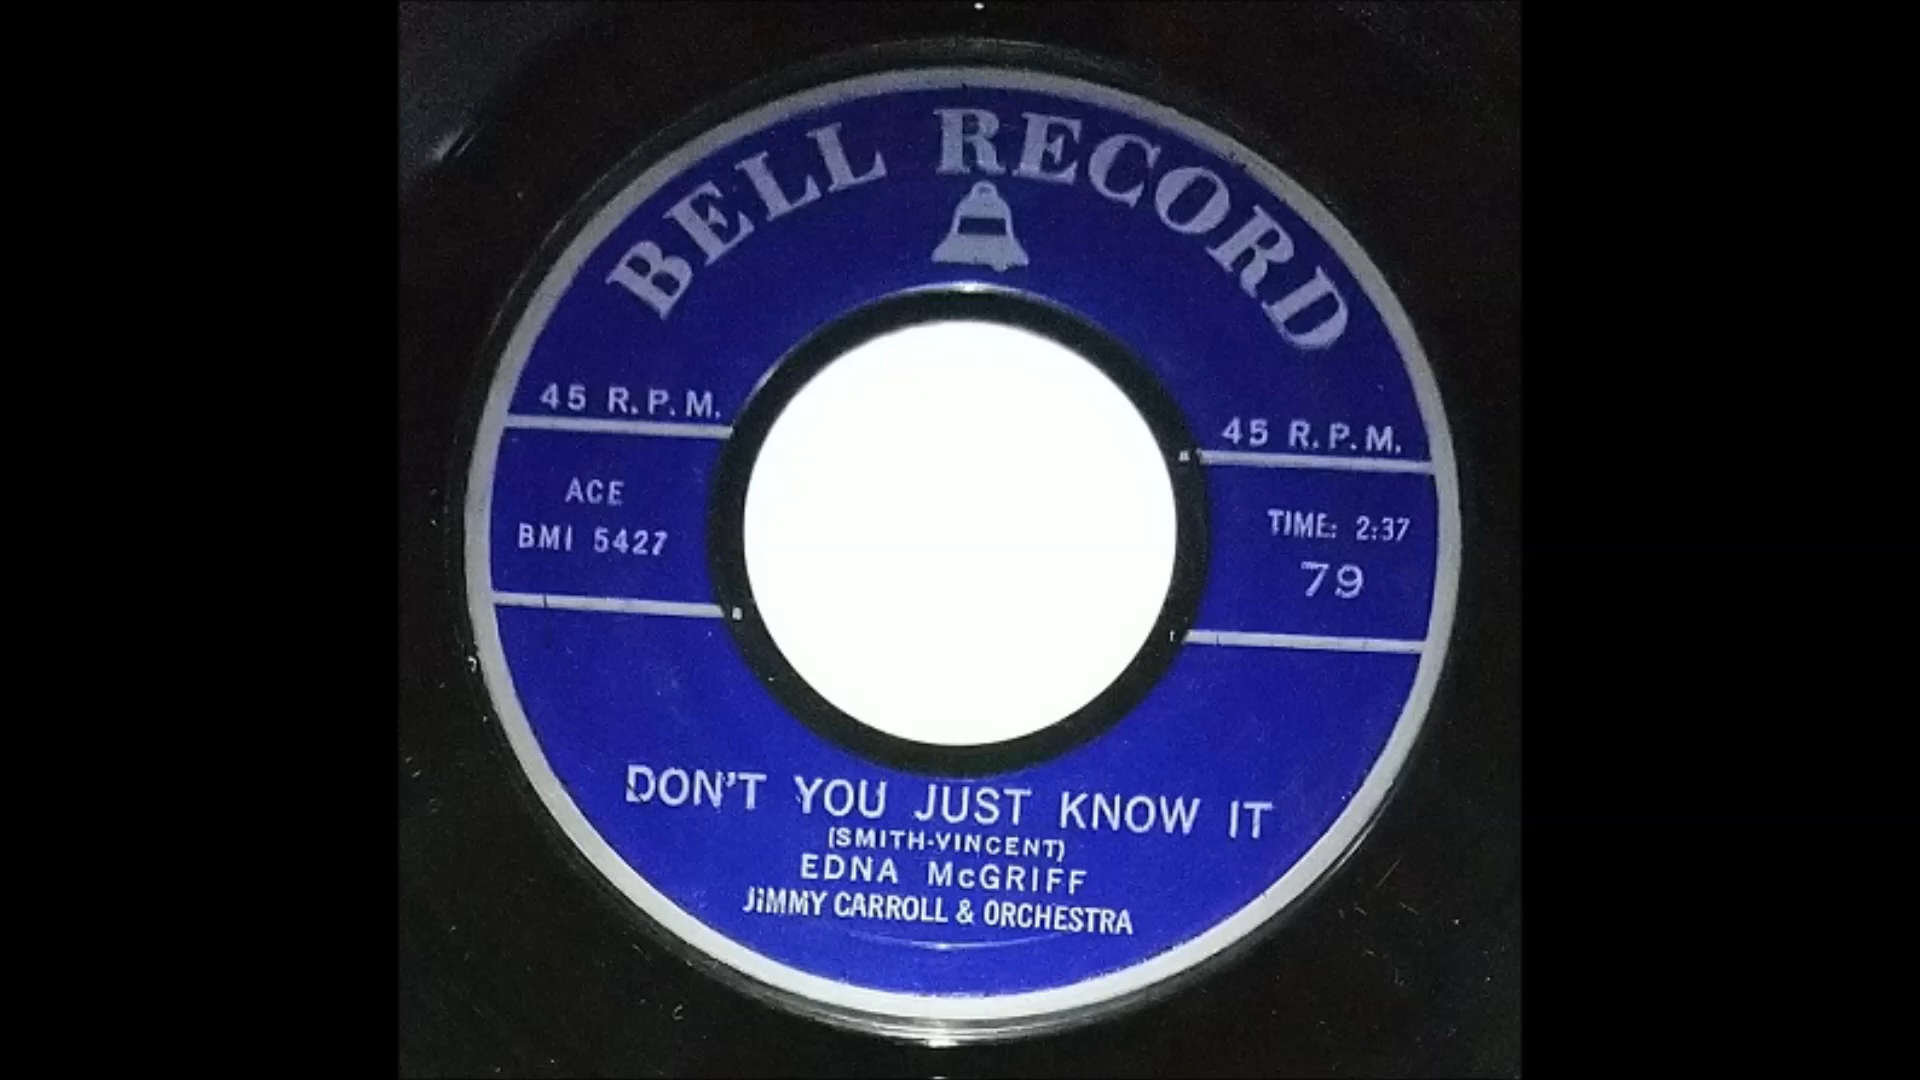 BELL RECORD
45 R.P.M.
45 R.P.M.
ACE
BMI 5427
TIME: 2:37
79
DON'T YOU JUST KNOW IT
(SMITH-VINCENT)
EDNA McGRIFF
JIMMY CARROLL & ORCHESTRA